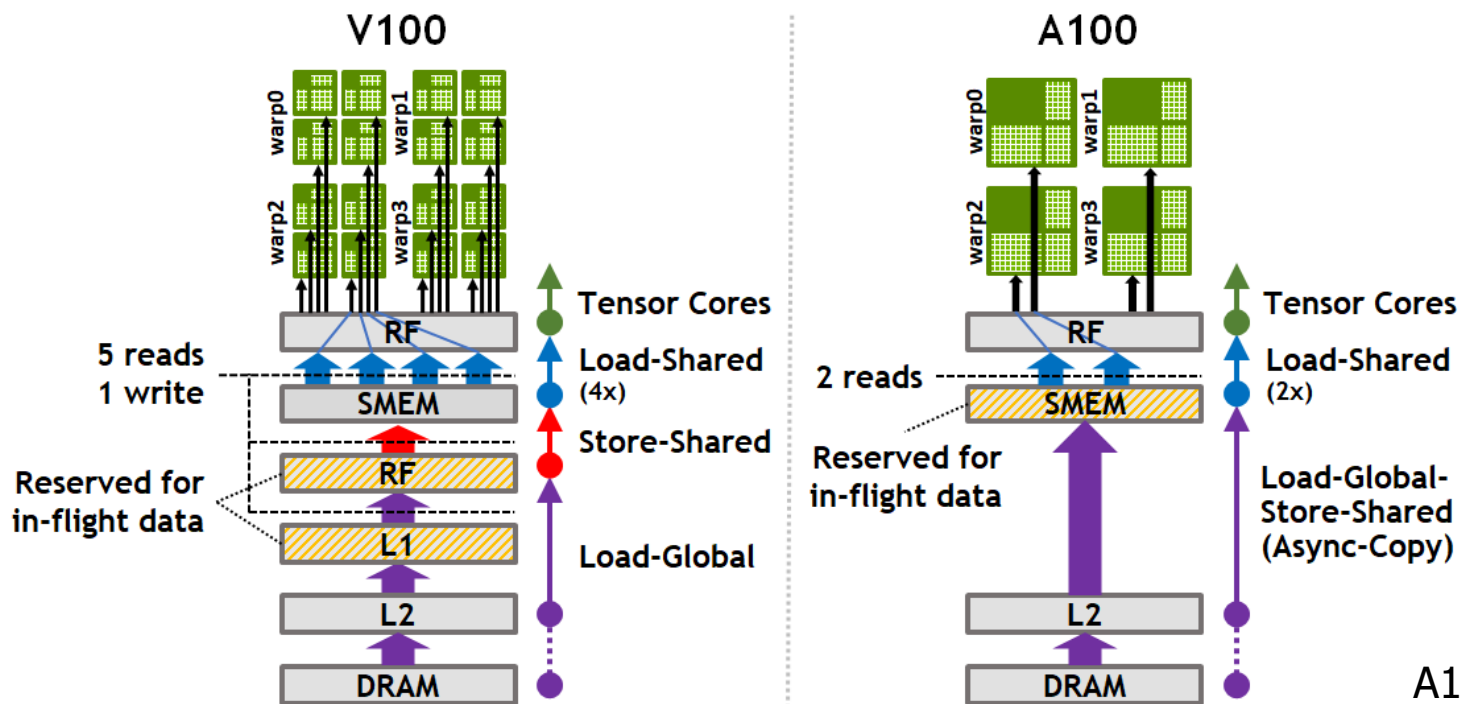 V100
warp0
warp1
warp2
warp3
Tensor Cores
RF
5 reads
1 write
Load-Shared
(4x)
SMEM
Store-Shared
RF
Reserved for
in-flight data
L1
Load-Global
L2
DRAM
A100
warp0
warp1
warp2
warp3
Tensor Cores
RF
2 reads
Load-Shared
(2x)
SMEM
Reserved for
in-flight data
Load-Global-
Store-Shared
(Async-Copy)
L2
DRAM
A1